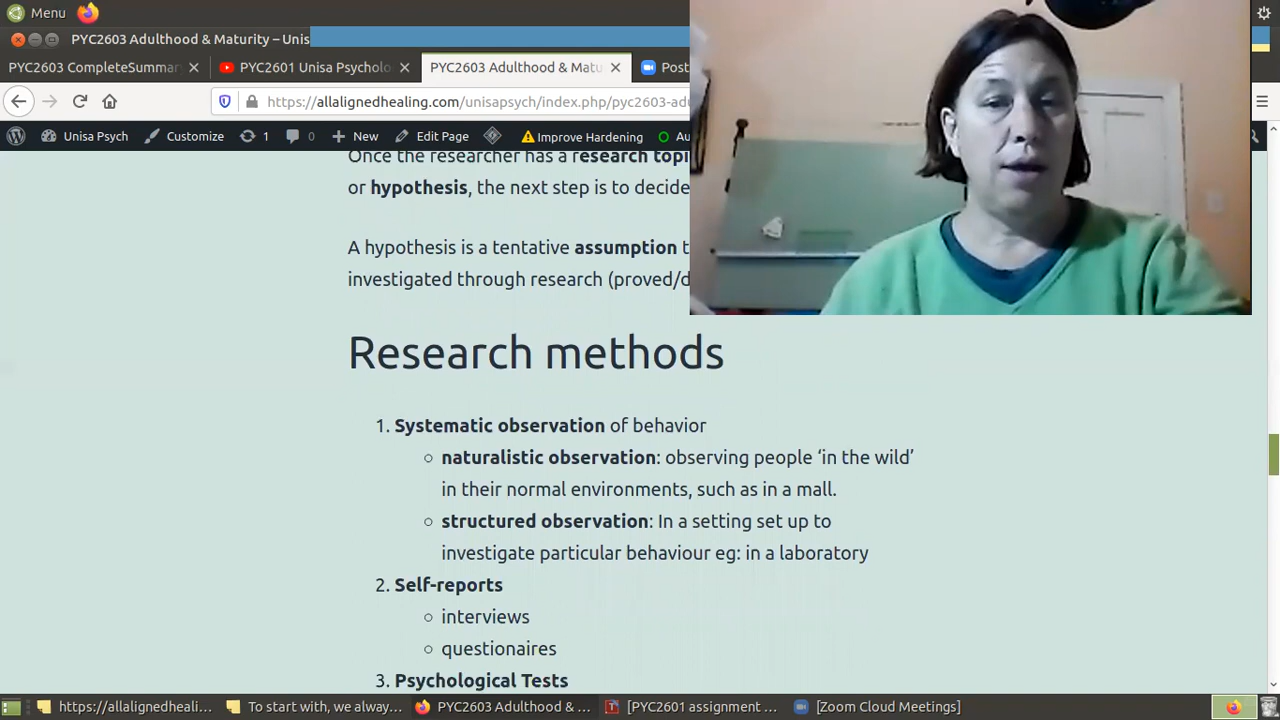 Menu
PYC2603 Adulthood & Maturity – Unis
PYC2603 CompleteSummar
PYC2601 Unisa Psycholo
PYC2603 Adulthood & Matu
Post
https://allalignedhealing.com/unisapsych/index.php/pyc2603-adu
Unisa Psych
Customize
1
0
New
Edit Page
Improve Hardening
Au
Once the researcher has a research topi
or hypothesis, the next step is to decide
A hypothesis is a tentative assumption t
investigated through research (proved/d
Research methods
1. Systematic observation of behavior
naturalistic observation: observing people ‘in the wild’
in their normal environments, such as in a mall.
structured observation: In a setting set up to
investigate particular behaviour eg: in a laboratory
2. Self-reports
interviews
questionaires
3. Psychological Tests
https://allalignedheali...
To start with, we alway...
PYC2603 Adulthood & ...
[PYC2601 assignment ...
[Zoom Cloud Meetings]